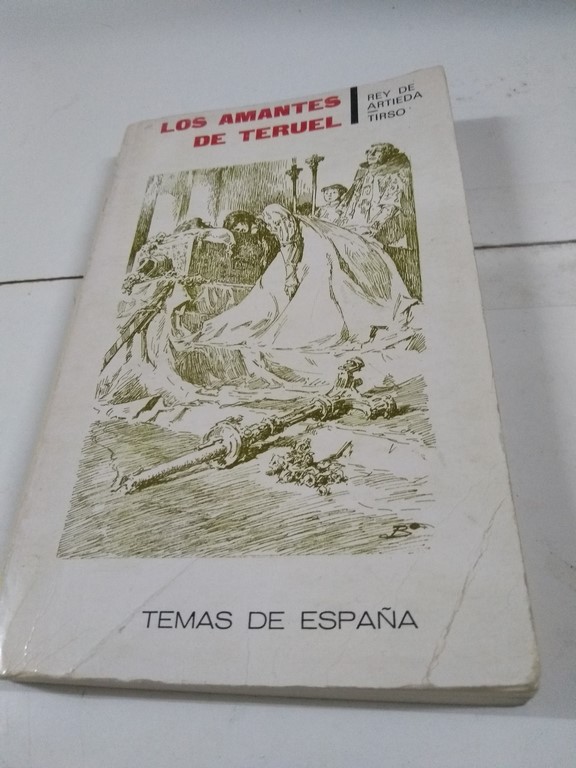 LOS AMANTES
DE TERUEL
REY DE
ARTIEDA
TIRSO
TEMAS DE ESPAÑA